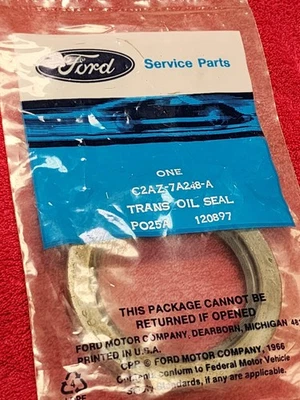 Ford Service Parts
ONE
C2AZ-7A248-A
TRANS OIL SEAL
PO25A 120897
THIS PACKAGE CANNOT BE
RETURNED IF OPENED
FORD MOTOR COMPANY, DEARBORN, MICHIGAN 481
PRINTED IN U.S.A.
© FORD MOTOR COMPANY, 1966
conform to Federal Motor Vehicle
Standards, if any are applicable.